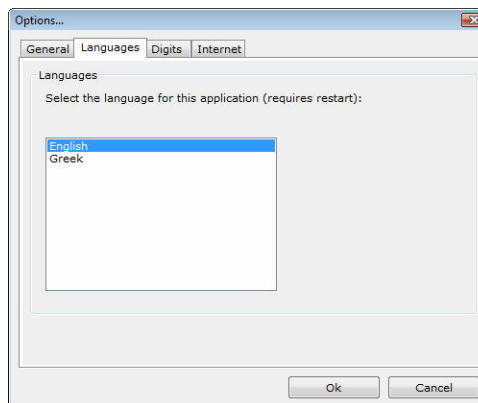 Options...
General Languages Digits Internet
Languages
Select the language for this application (requires restart):
English
Greek
Ok Cancel